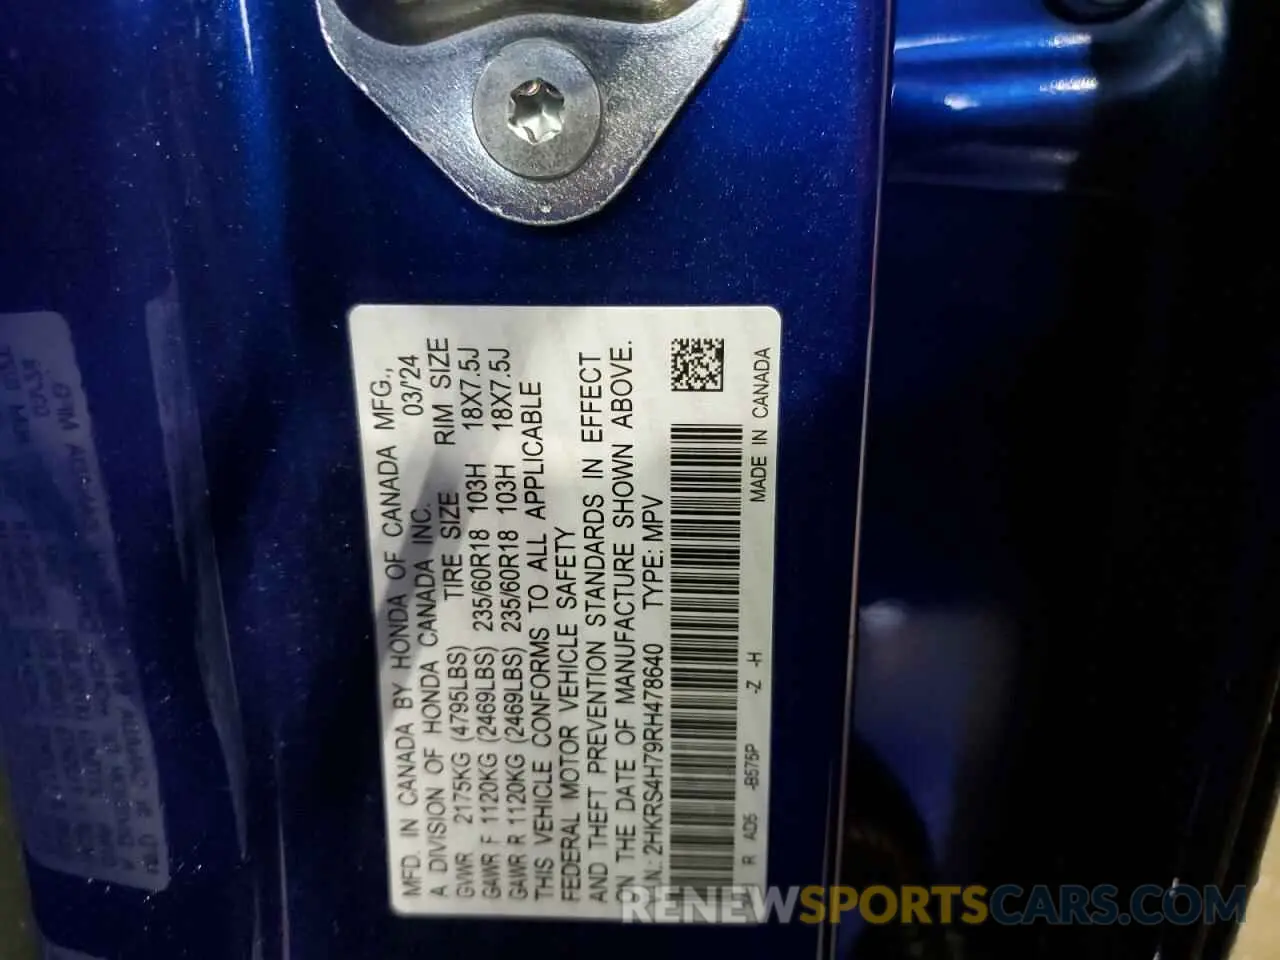 MFD. IN CANADA BY HONDA OF CANADA MFG.,
A DIVISION OF HONDA CANADA INC. 03/'24
GVWR 2175KG (4795LBS) TIRE SIZE RIM SIZE
GAWR F 1120KG (2469LBS) 235/60R18 103H 18X7.5J
GAWR R 1120KG (2469LBS) 235/60R18 103H 18X7.5J
THIS VEHICLE CONFORMS TO ALL APPLICABLE
FEDERAL MOTOR VEHICLE SAFETY
AND THEFT PREVENTION STANDARDS IN EFFECT
ON THE DATE OF MANUFACTURE SHOWN ABOVE.
2HKRS4H79RH478640 TYPE: MPV
R AD5 -B575P -Z -H MADE IN CANADA
RENEWSPORTSCARS.COM